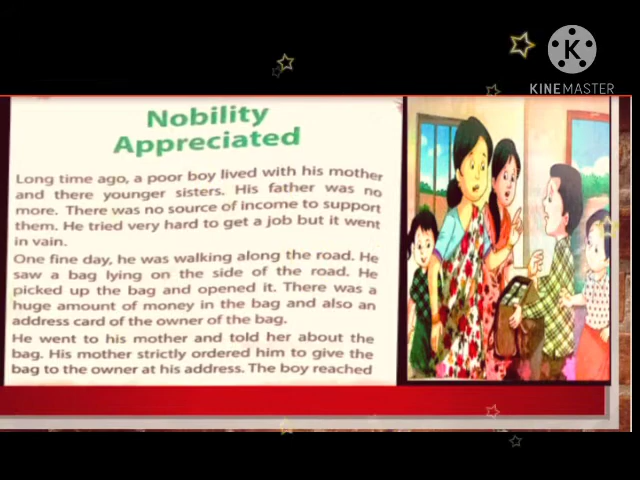 K
KINEMASTER
Nobility
Appreciated
Long time ago, a poor boy lived with his mother
and there younger sisters. His father was no
more. There was no source of income to support
them. He tried very hard to get a job but it went
in vain.
One fine day, he was walking along the road. He
saw a bag lying on the side of the road. He
picked up the bag and opened it. There was a
huge amount of money in the bag and also an
address card of the owner of the bag.
He went to his mother and told her about the
bag. His mother strictly ordered him to give the
bag to the owner at his address. The boy reached